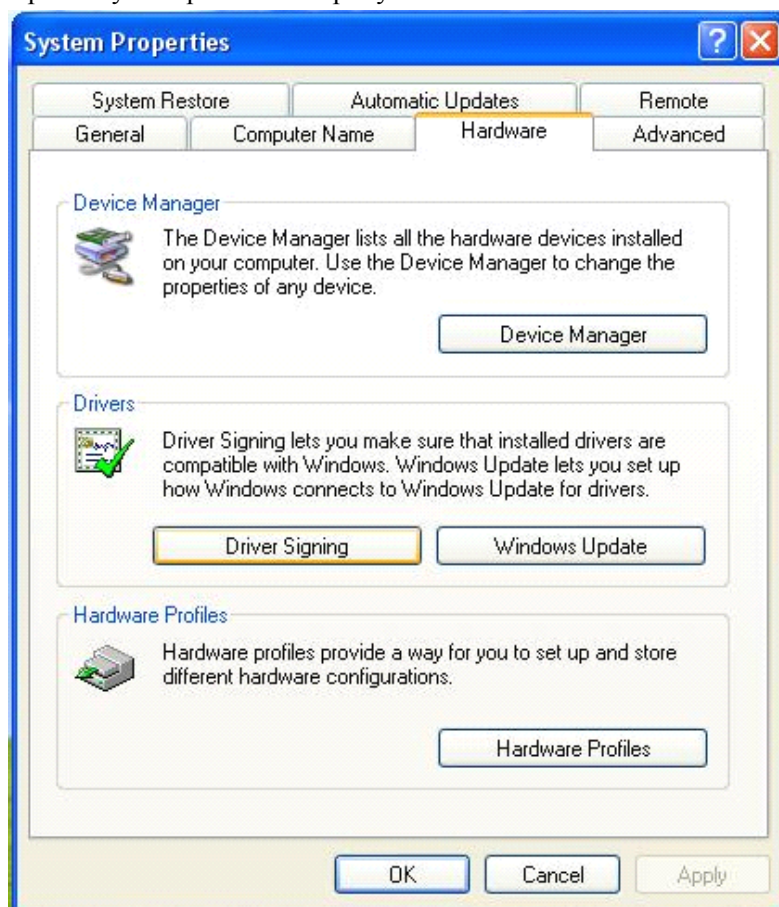 System Properties
System Restore Automatic Updates Remote
General Computer Name Hardware Advanced
Device Manager
The Device Manager lists all the hardware devices installed
on your computer. Use the Device Manager to change the
properties of any device.
Device Manager
Drivers
Driver Signing lets you make sure that installed drivers are
compatible with Windows. Windows Update lets you set up
how Windows connects to Windows Update for drivers.
Driver Signing Windows Update
Hardware Profiles
Hardware profiles provide a way for you to set up and store
different hardware configurations.
Hardware Profiles
OK Cancel Apply